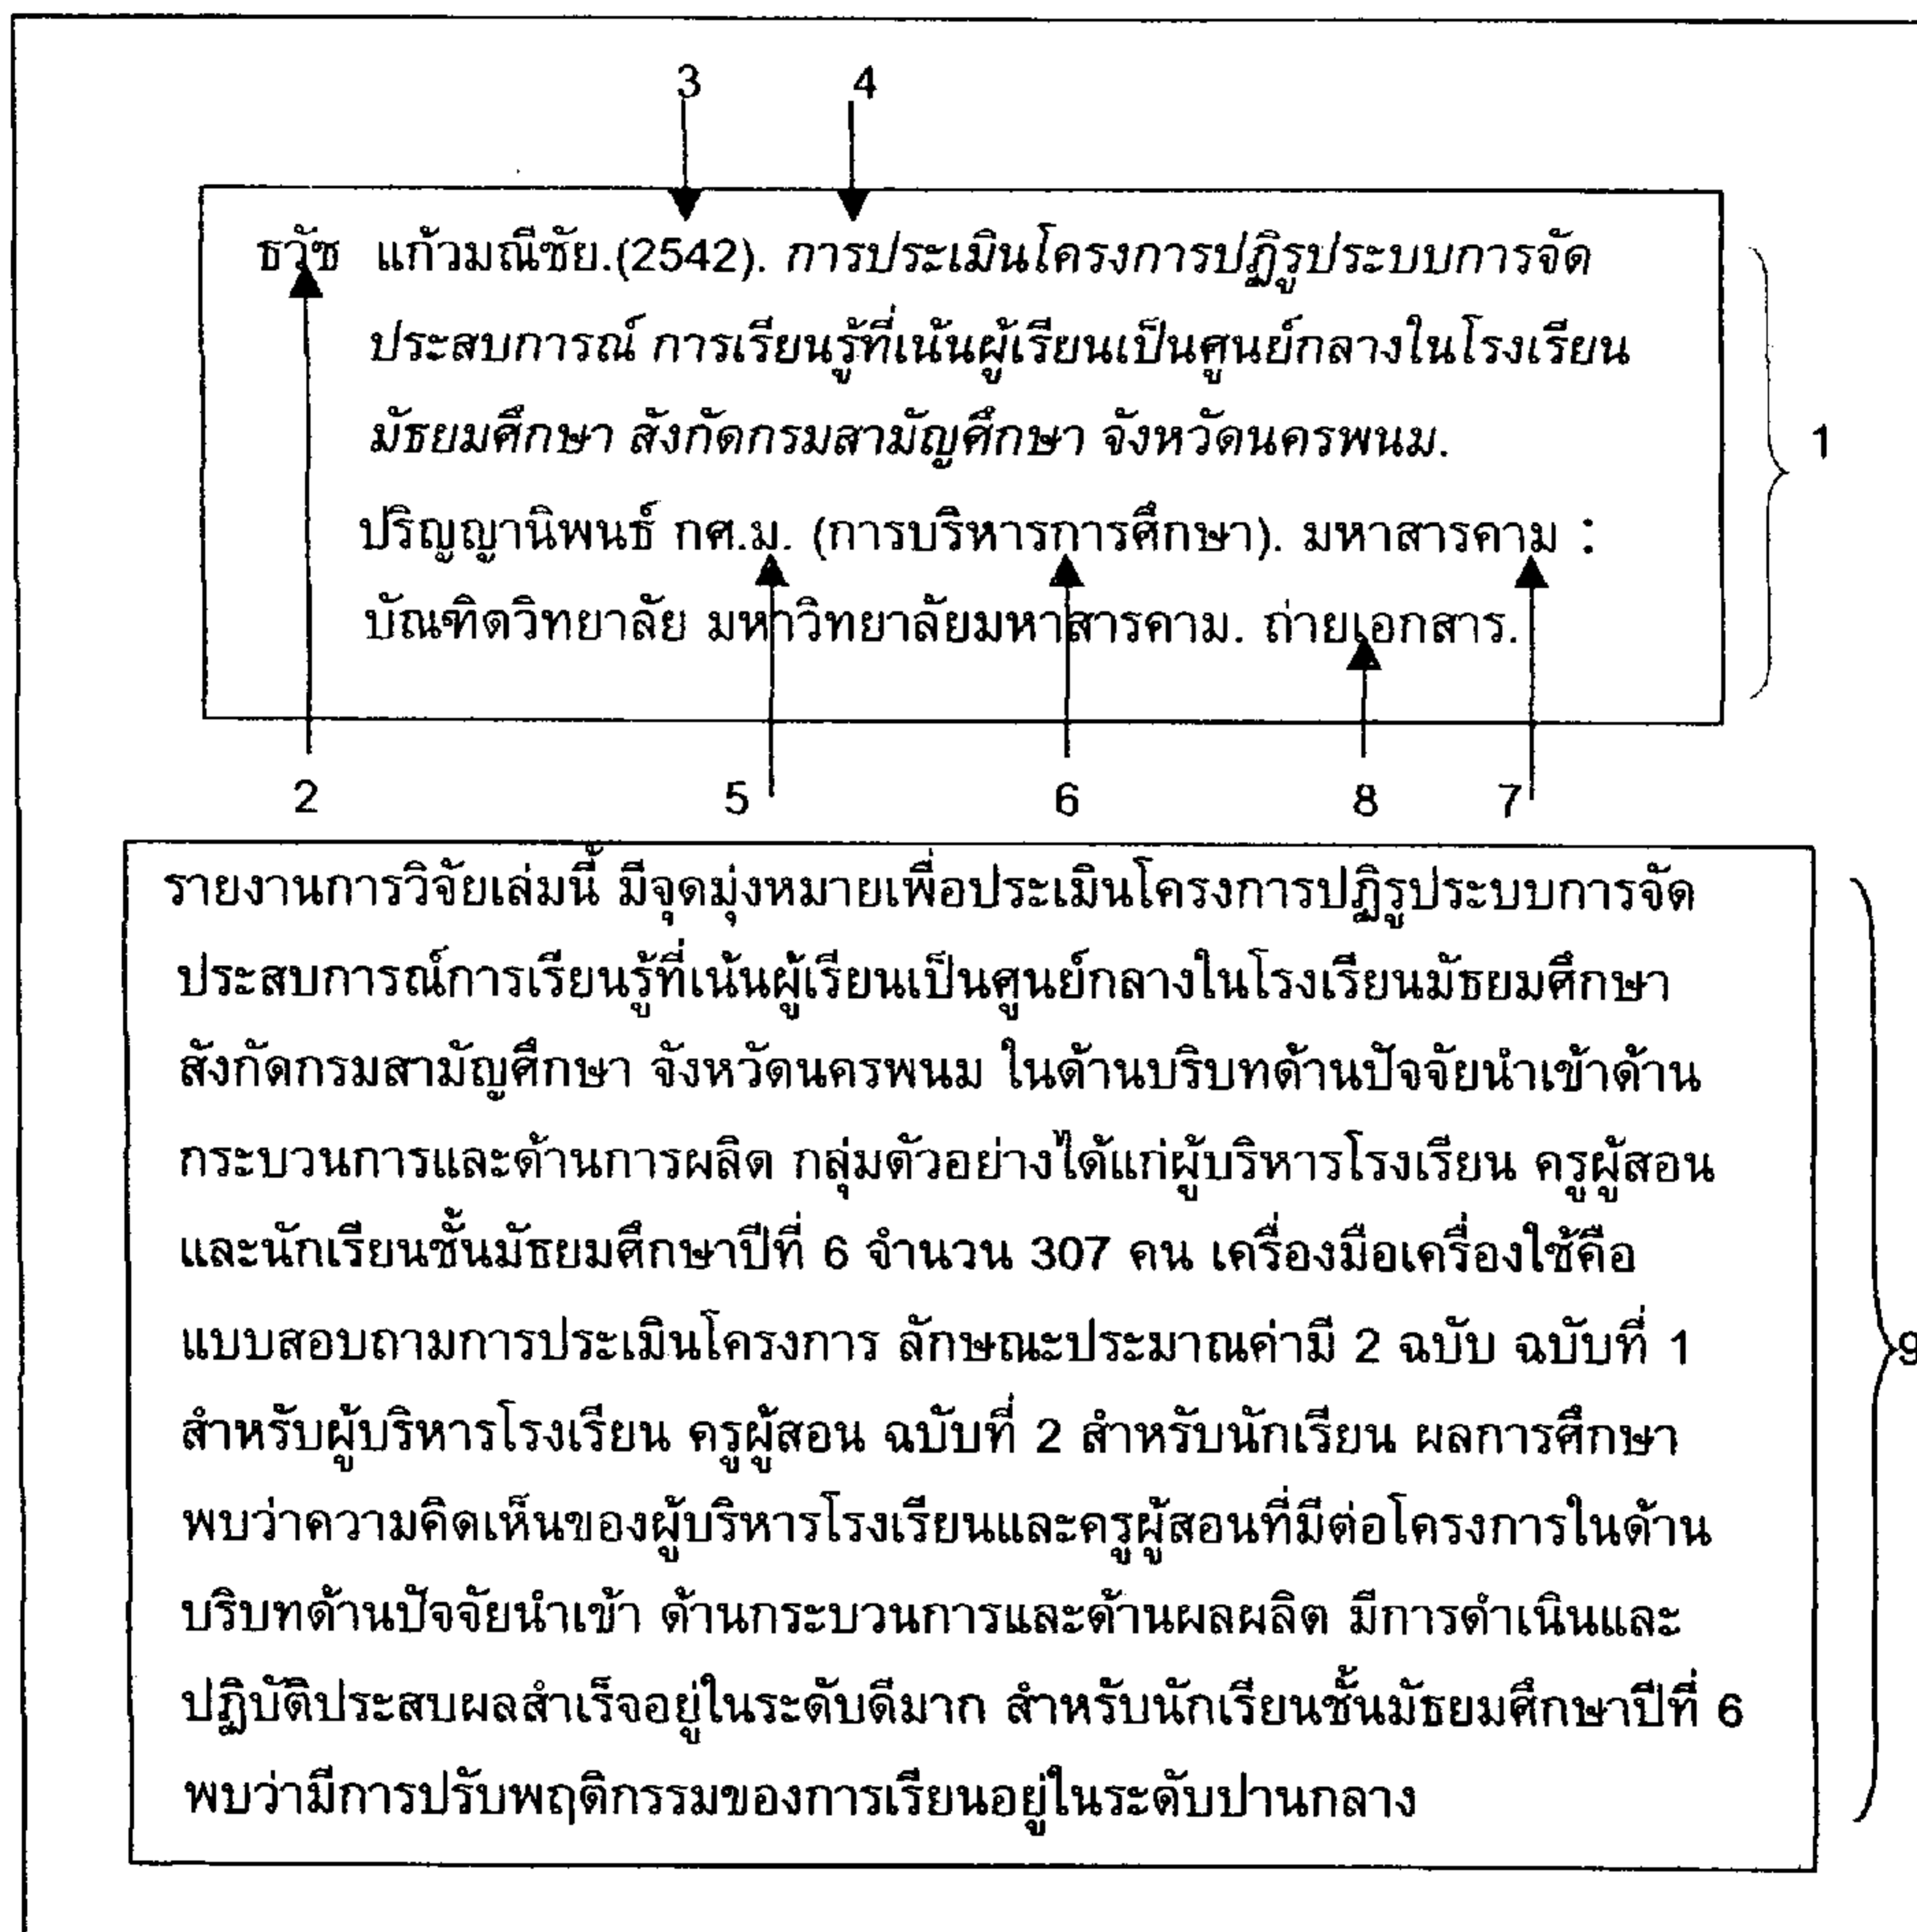 3 4
ธวัช แก้วมณีชัย.(2542). การประเมินโครงการปฏิรูประบบการจัด
ประสบการณ์ การเรียนรู้ที่เน้นผู้เรียนเป็นศูนย์กลางในโรงเรียน
มัธยมศึกษา สังกัดกรมสามัญศึกษา จังหวัดนครพนม.
1
ปริญญานิพนธ์ กศ.ม. (การบริหารการศึกษา). มหาสารคาม :
บัณฑิตวิทยาลัย มหาวิทยาลัยมหาสารคาม. ถ่ายเอกสาร.
2 5 6 8 7
รายงานการวิจัยเล่มนี้ มีจุดมุ่งหมายเพื่อประเมินโครงการปฏิรูประบบการจัด
ประสบการณ์การเรียนรู้ที่เน้นผู้เรียนเป็นศูนย์กลางในโรงเรียนมัธยมศึกษา
สังกัดกรมสามัญศึกษา จังหวัดนครพนม ในด้านบริบทด้านปัจจัยนำเข้าด้าน
กระบวนการและด้านการผลิต กลุ่มตัวอย่างได้แก่ผู้บริหารโรงเรียน ครูผู้สอน
และนักเรียนชั้นมัธยมศึกษาปีที่ 6 จำนวน 307 คน เครื่องมือเครื่องใช้คือ
แบบสอบถามการประเมินโครงการ ลักษณะประมาณค่ามี 2 ฉบับ ฉบับที่ 1
9
สำหรับผู้บริหารโรงเรียน ครูผู้สอน ฉบับที่ 2 สำหรับนักเรียน ผลการศึกษา
พบว่าความคิดเห็นของผู้บริหารโรงเรียนและครูผู้สอนที่มีต่อโครงการในด้าน
บริบทด้านปัจจัยนำเข้า ด้านกระบวนการและด้านผลผลิต มีการดำเนินและ
ปฏิบัติประสบผลสำเร็จอยู่ในระดับดีมาก สำหรับนักเรียนชั้นมัธยมศึกษาปีที่ 6
พบว่ามีการปรับพฤติกรรมของการเรียนอยู่ในระดับปานกลาง